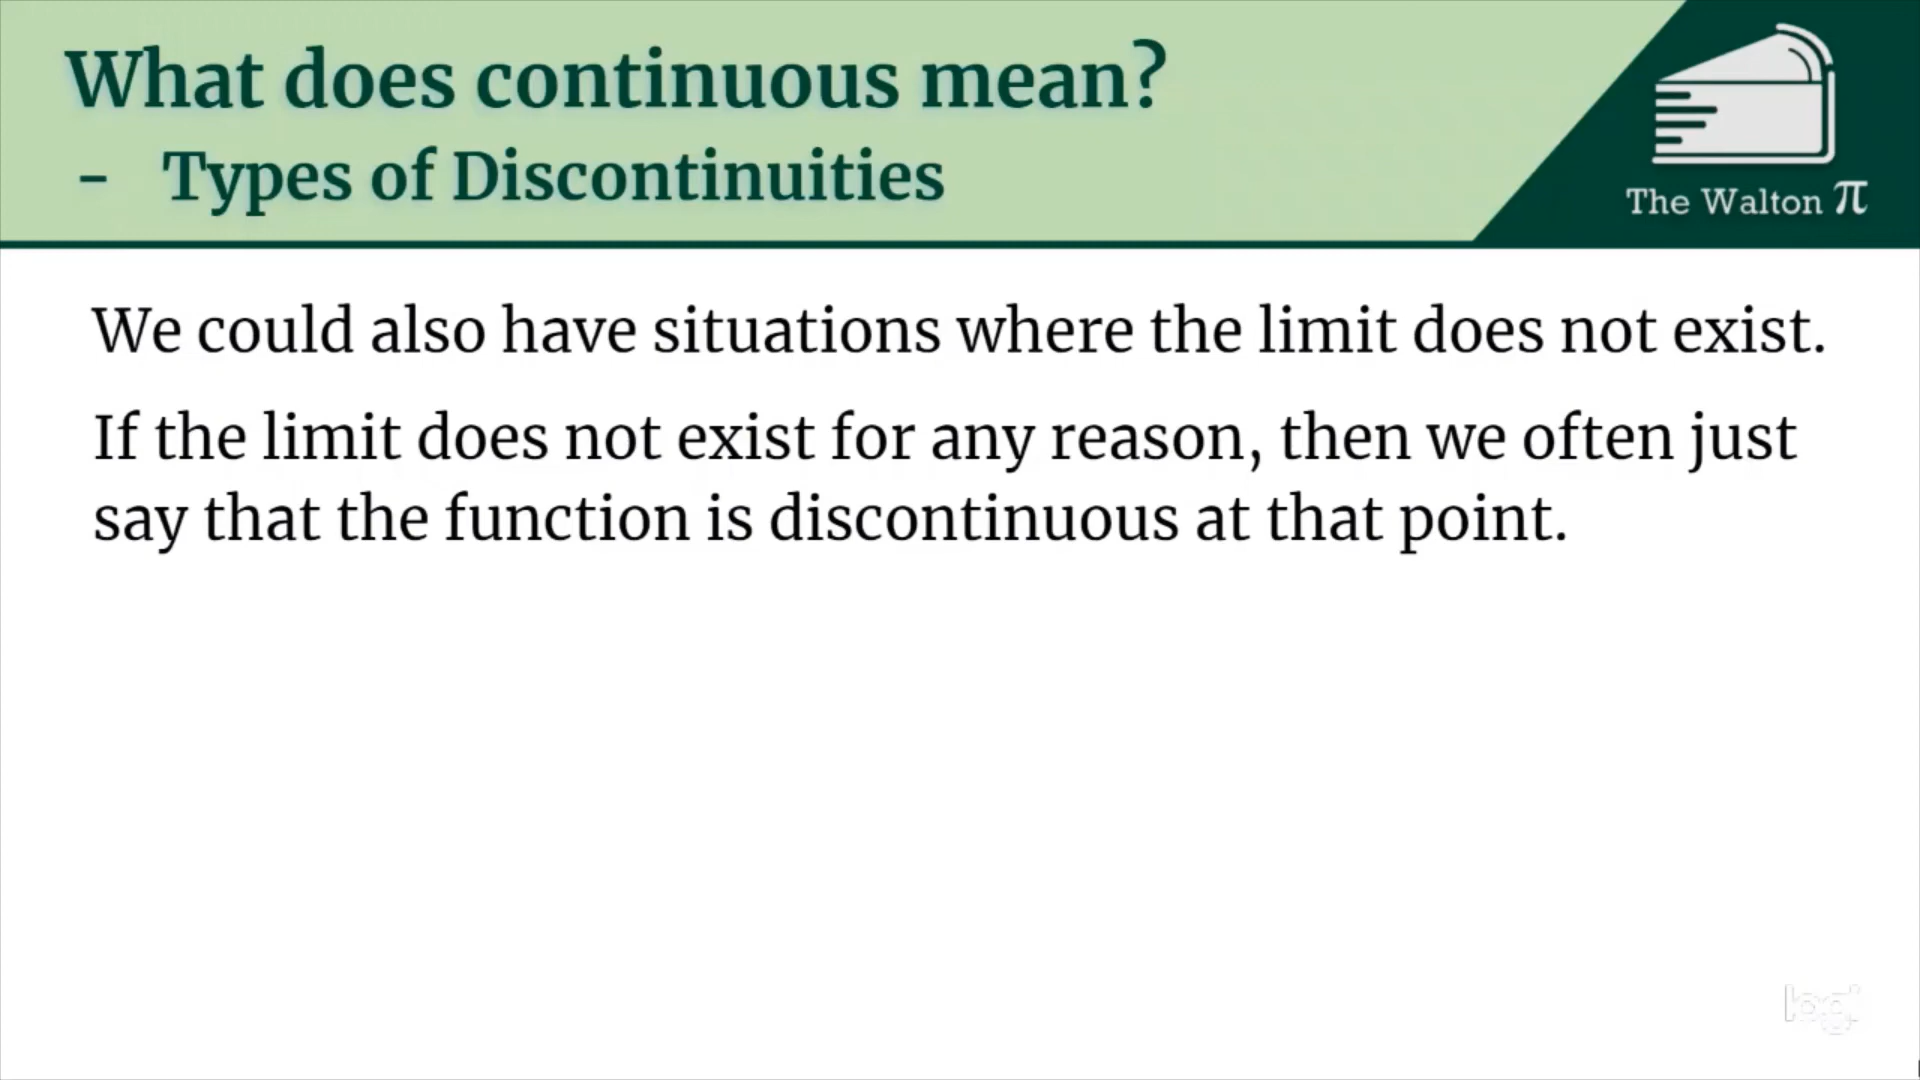 What does continuous mean?
- Types of Discontinuities
The Walton π
We could also have situations where the limit does not exist.
If the limit does not exist for any reason, then we often just
say that the function is discontinuous at that point.